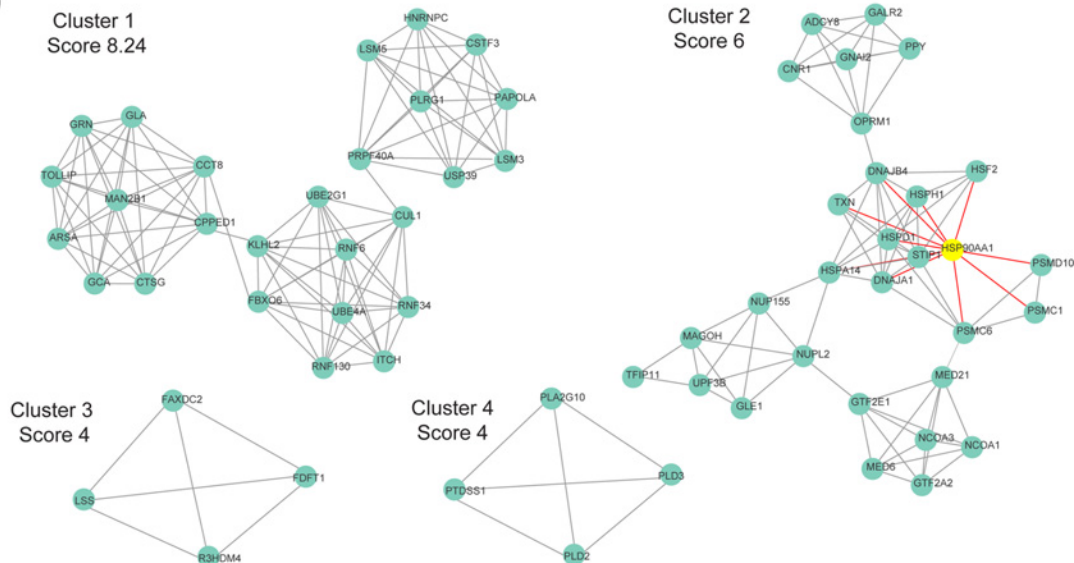 Cluster 1
Score 8.24
HNRNPC
LSM5
CSTF3
PLRG1
PAPOLA
PRPF40A
LSM3
USP39
GLA
GRN
CCT8
TOLLIP
MAN2B1
CPPED1
ARSA
GCA
CTSG
UBE2G1
CUL1
KLHL2
RNF6
FBXO6
UBE4A
RNF34
RNF130
ITCH
Cluster 2
Score 6
GALR2
ADCY8
PPY
GNAI2
CNR1
OPRM1
DNAJB4
HSF2
HSPH1
TXN
HSPD1
STIP1
HSP90AA1
HSPA14
DNAJA1
PSMD10
PSMC1
PSMC6
NUP155
MAGOH
NUPL2
TFIP11
UPF3B
GLE1
MED21
GTF2E1
NCOA3
NCOA1
MED6
GTF2A2
Cluster 3
Score 4
FAXDC2
FDFT1
LSS
R3HDM4
Cluster 4
Score 4
PLA2G10
PLD3
PTDSS1
PLD2